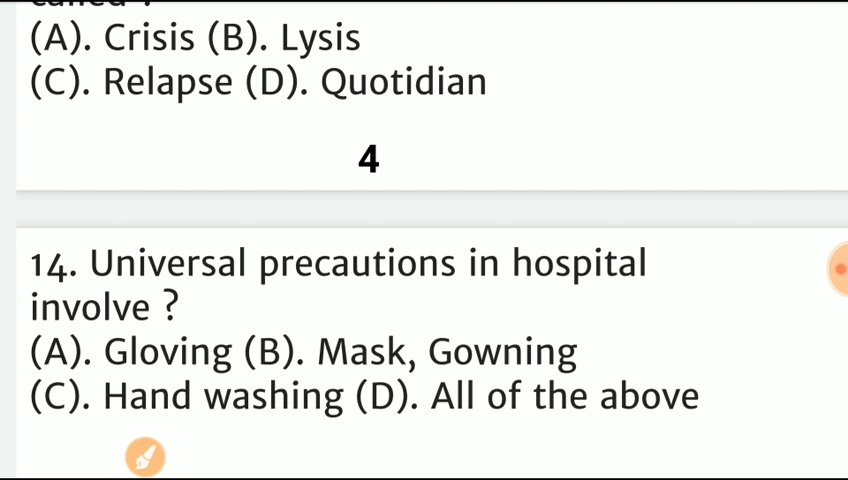 (A). Crisis (B). Lysis
(C). Relapse (D). Quotidian
4
14. Universal precautions in hospital
involve ?
(A). Gloving (B). Mask, Gowning
(C). Hand washing (D). All of the above